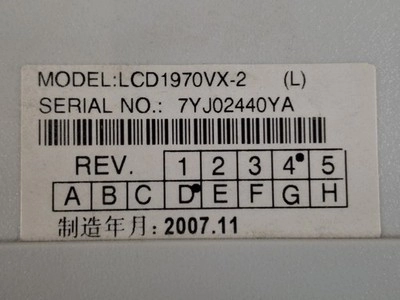 MODEL:LCD1970VX-2 (L)
SERIAL NO.: 7YJ02440YA
REV. 1 2 3 4 5
A B C D E F G H
制造年月: 2007.11